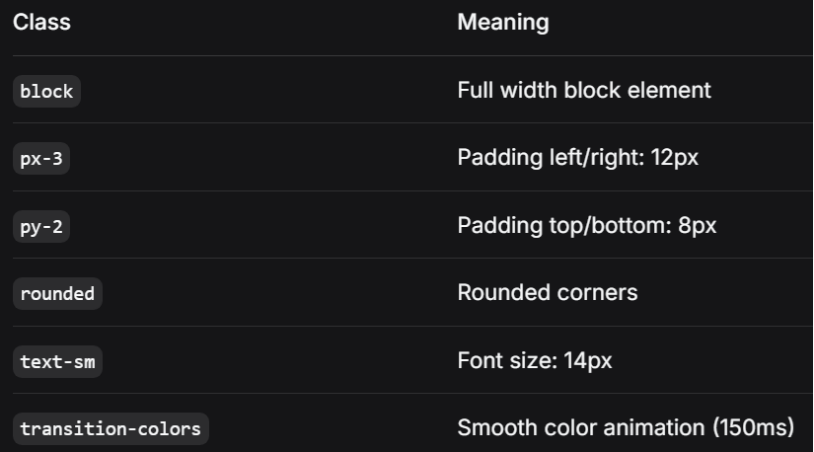 Class Meaning
block Full width block element
px-3 Padding left/right: 12px
py-2 Padding top/bottom: 8px
rounded Rounded corners
text-sm Font size: 14px
transition-colors Smooth color animation (150ms)